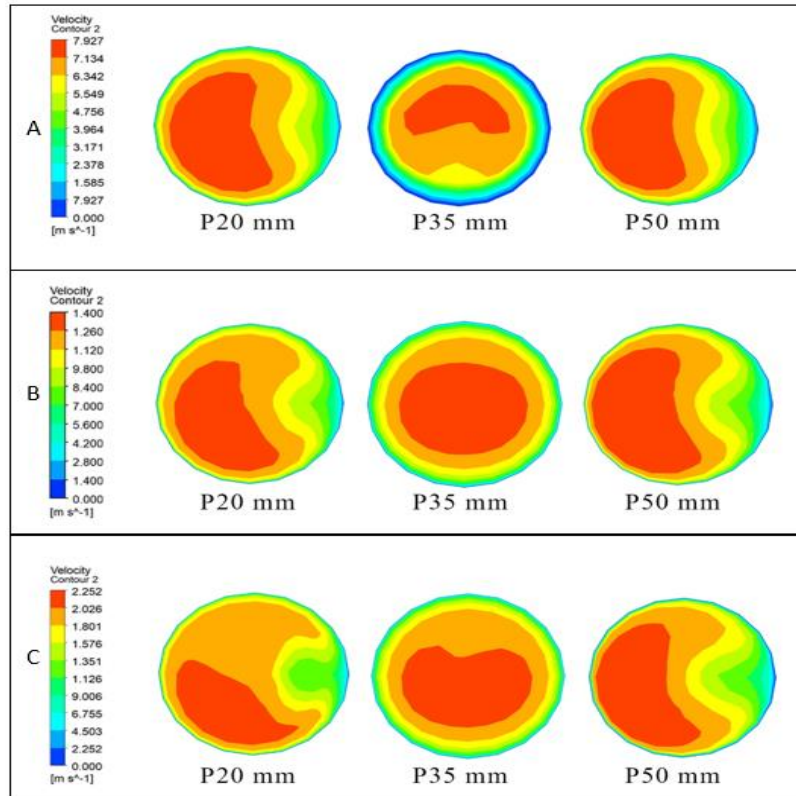 A
Velocity
Contour 2
7.927
7.134
6.342
5.549
4.756
3.964
3.171
2.378
1.585
7.927
0.000
[m s^-1]
P20 mm
P35 mm
P50 mm
B
Velocity
Contour 2
1.400
1.260
1.120
9.800
8.400
7.000
5.600
4.200
2.800
1.400
0.000
[m s^-1]
P20 mm
P35 mm
P50 mm
C
Velocity
Contour 2
2.252
2.026
1.801
1.576
1.351
1.126
9.006
6.755
4.503
2.252
0.000
[m s^-1]
P20 mm
P35 mm
P50 mm